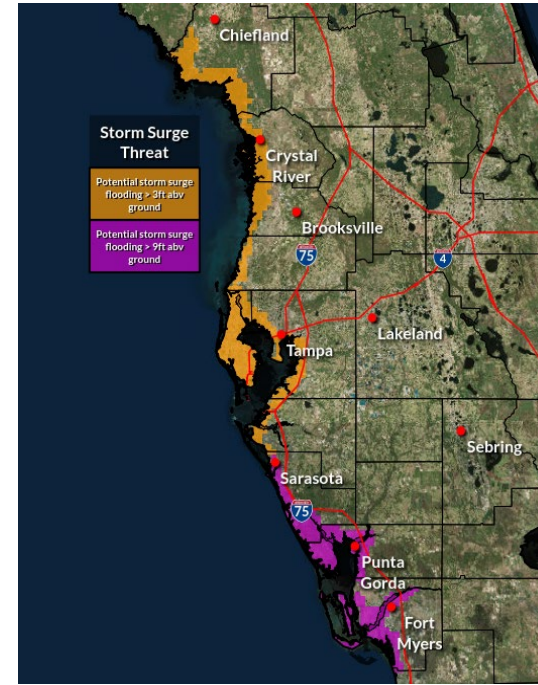 Chiefland
Storm Surge
Threat
Potential storm surge
flooding > 3ft abv
ground
Potential storm surge
flooding > 9ft abv
ground
Crystal
River
Brooksville
75
4
Lakeland
Tampa
Sebring
Sarasota
75
Punta
Gorda
Fort
Myers